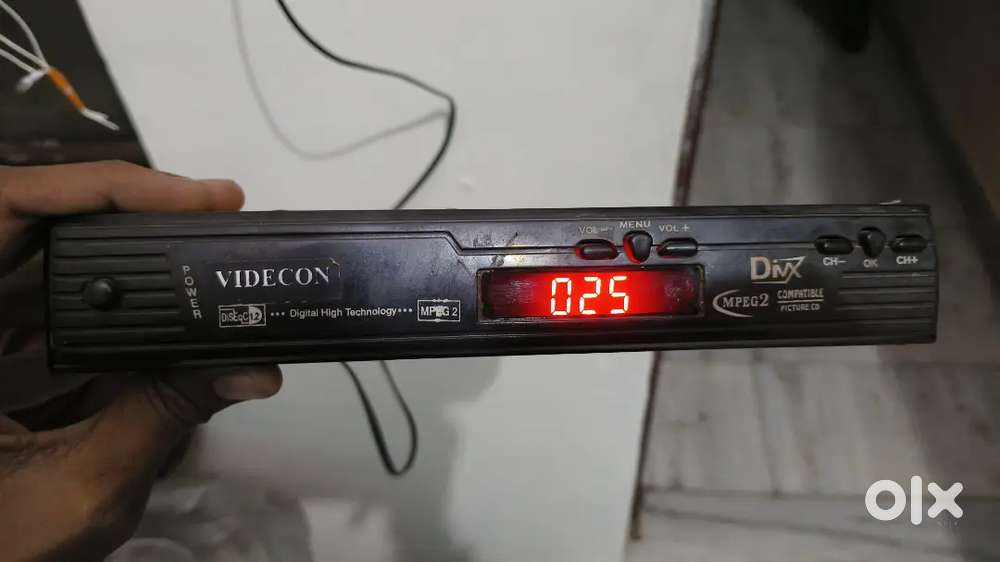 POWER
VIDECON
DiSEqC 1.2 ••• Digital High Technology ••• MPEG 2
VOL— MENU VOL +
025
DivX
MPEG2 COMPATIBLE
PICTURE CD
CH— OK CH+
olx